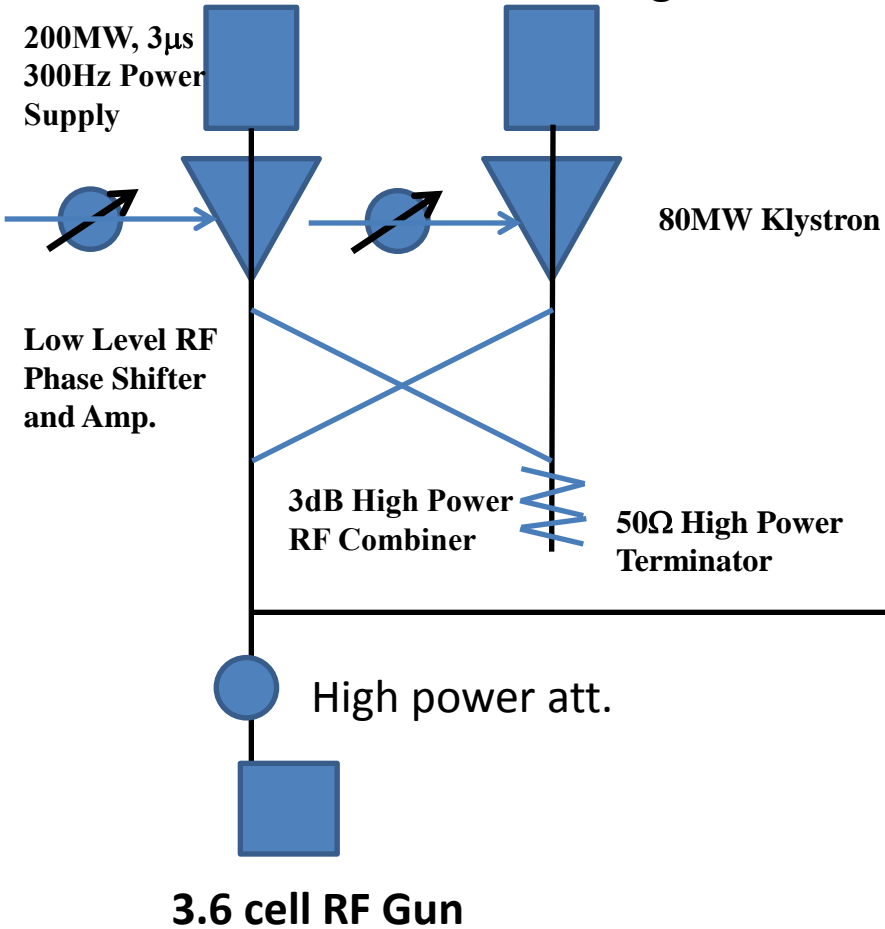 200MW, 3μs
300Hz Power
Supply
80MW Klystron
Low Level RF
Phase Shifter
and Amp.
3dB High Power
RF Combiner
50Ω High Power
Terminator
High power att.
3.6 cell RF Gun